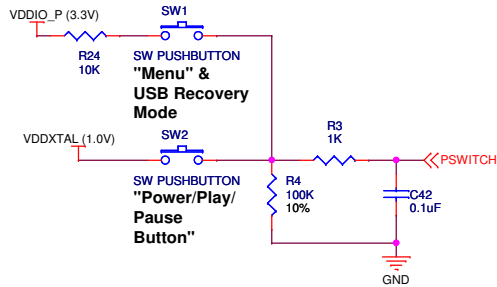 VDDIO_P (3.3V)
SW1
R24
10K
SW PUSHBUTTON
"Menu" &
USB Recovery
Mode
VDDXTAL (1.0V)
SW2
SW PUSHBUTTON
"Power/Play/
Pause
Button"
R3
1K
PSWITCH
R4
100K
10%
C42
0.1uF
GND